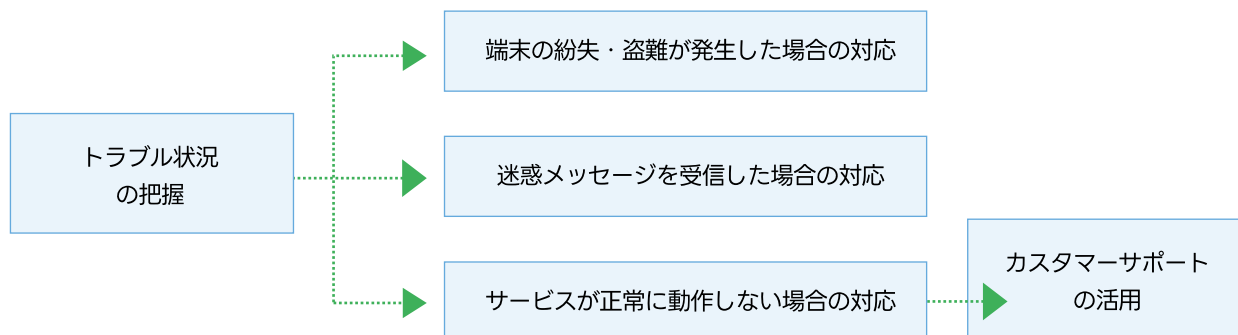 端末の紛失・盗難が発生した場合の対応
トラブル状況
の把握
迷惑メッセージを受信した場合の対応
サービスが正常に動作しない場合の対応
カスタマーサポート
の活用